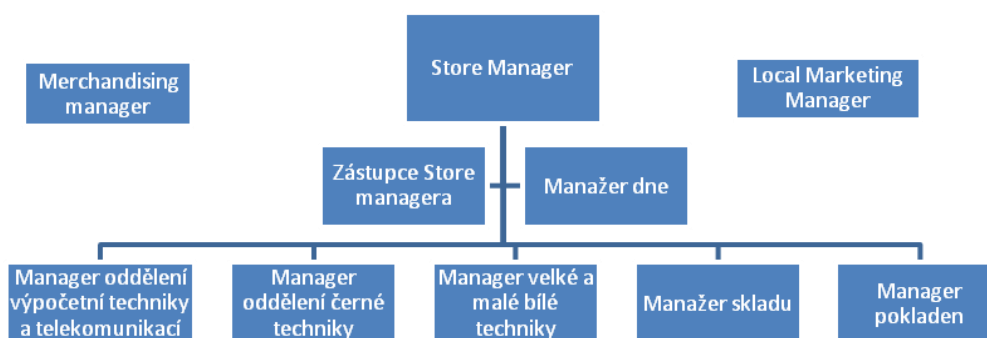 Store Manager
Merchandising
manager
Local Marketing
Manager
Zástupce Store
managera
Manažer dne
Manager oddělení
výpočetní techniky
a telekomunikací
Manager
oddělení černé
techniky
Manager velké a
malé bílé
techniky
Manažer skladu
Manager
pokladen